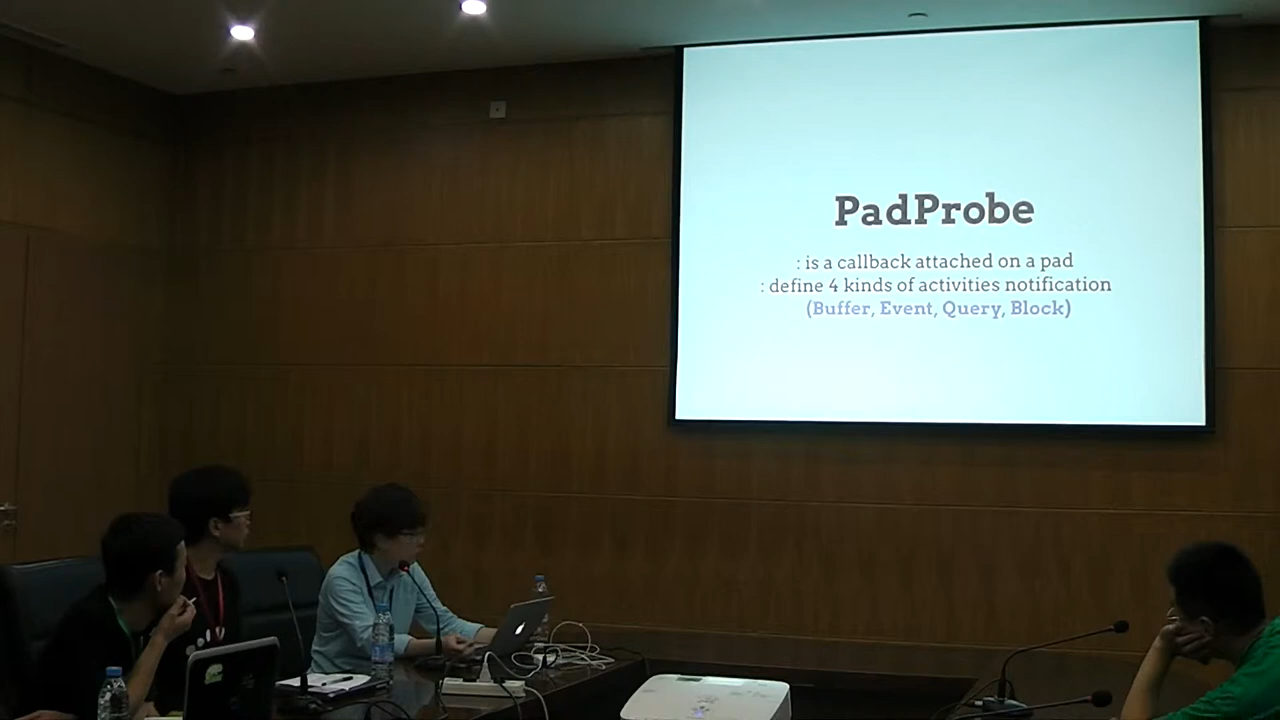 PadProbe
: is a callback attached on a pad
: define 4 kinds of activities notification
(Buffer, Event, Query, Block)